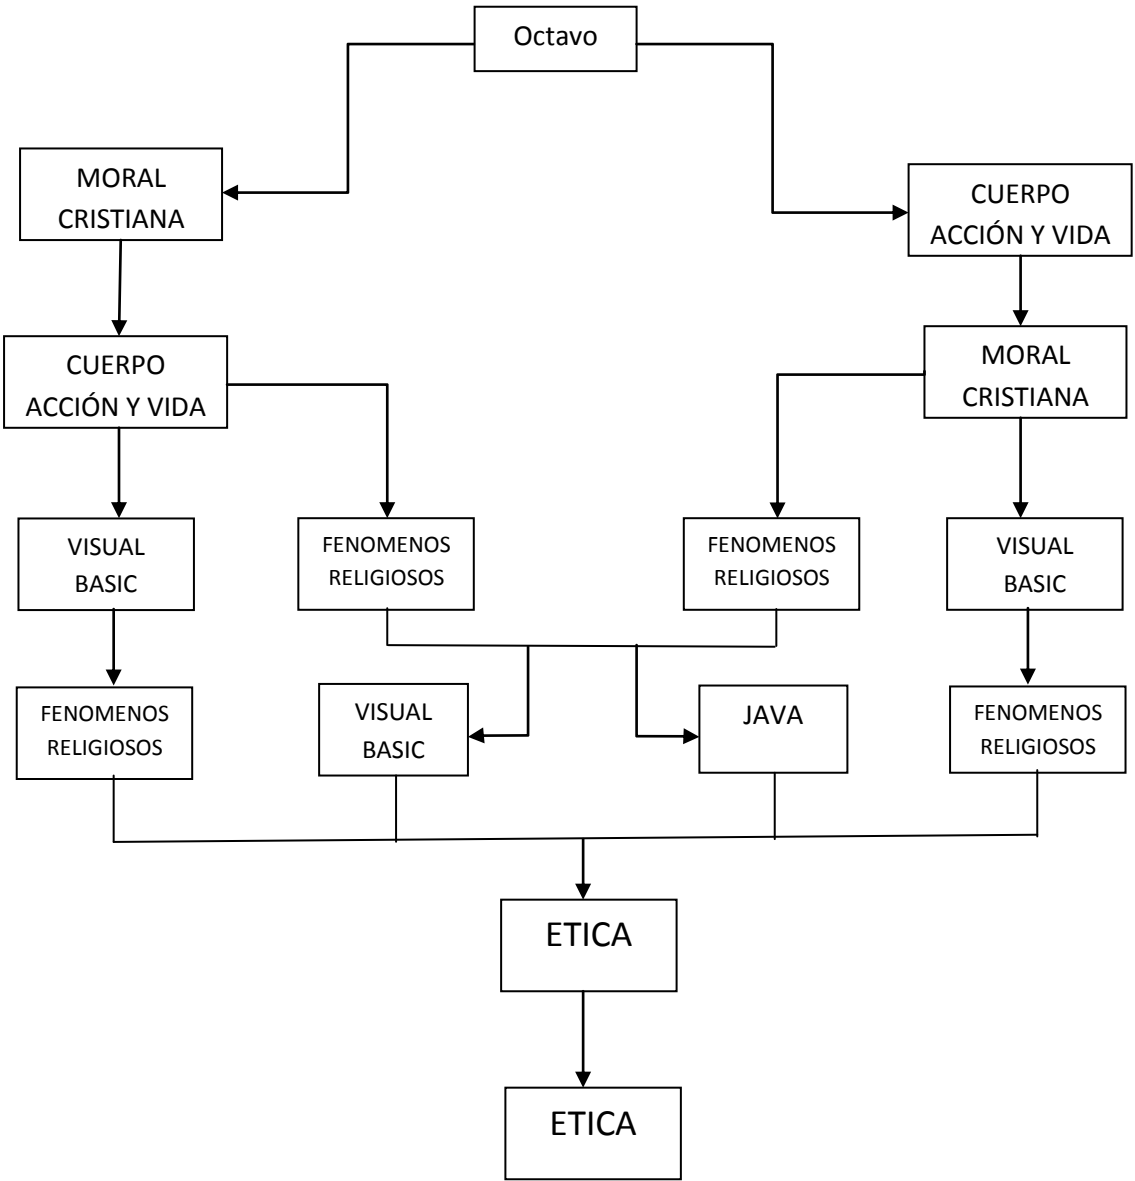 Octavo
MORAL
CRISTIANA
CUERPO
ACCIÓN Y VIDA
CUERPO
ACCIÓN Y VIDA
MORAL
CRISTIANA
VISUAL
BASIC
FENOMENOS
RELIGIOSOS
FENOMENOS
RELIGIOSOS
VISUAL
BASIC
FENOMENOS
RELIGIOSOS
VISUAL
BASIC
JAVA
FENOMENOS
RELIGIOSOS
ETICA
ETICA